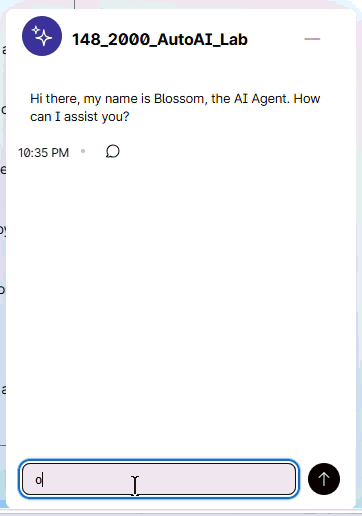 148_2000_AutoAI_Lab
Hi there, my name is Blossom, the AI Agent. How
can I assist you?
10:35 PM
o